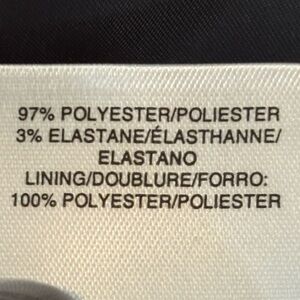 97% POLYESTER/POLIESTER
3% ELASTANE/ÉLASTHANNE/
ELASTANO
LINING/DOUBLURE/FORRO:
100% POLYESTER/POLIESTER